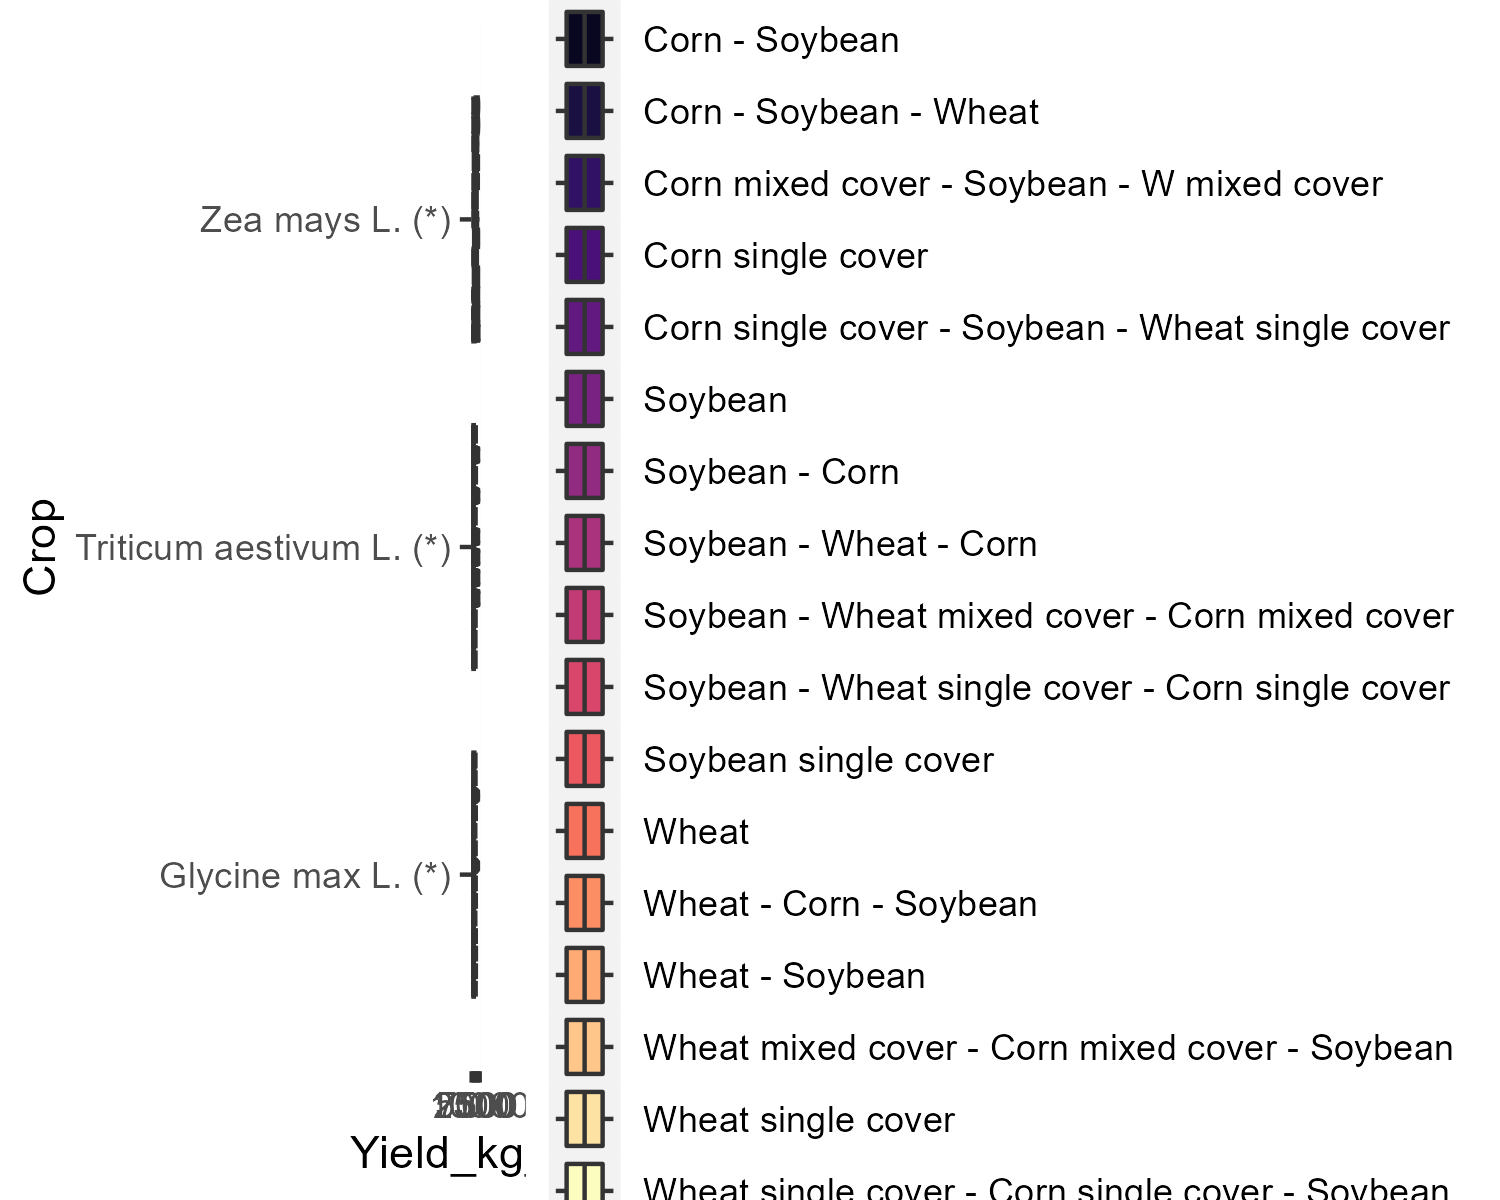 Corn - Soybean
Corn - Soybean - Wheat
Corn mixed cover - Soybean - W mixed cover
Corn single cover
Corn single cover - Soybean - Wheat single cover
Soybean
Soybean - Corn
Soybean - Wheat - Corn
Soybean - Wheat mixed cover - Corn mixed cover
Soybean - Wheat single cover - Corn single cover
Soybean single cover
Wheat
Wheat - Corn - Soybean
Wheat - Soybean
Wheat mixed cover - Corn mixed cover - Soybean
Wheat single cover
Wheat single cover - Corn single cover - Soybean
Zea mays L. (*)
Triticum aestivum L. (*)
Glycine max L. (*)
Crop
Yield_kg_